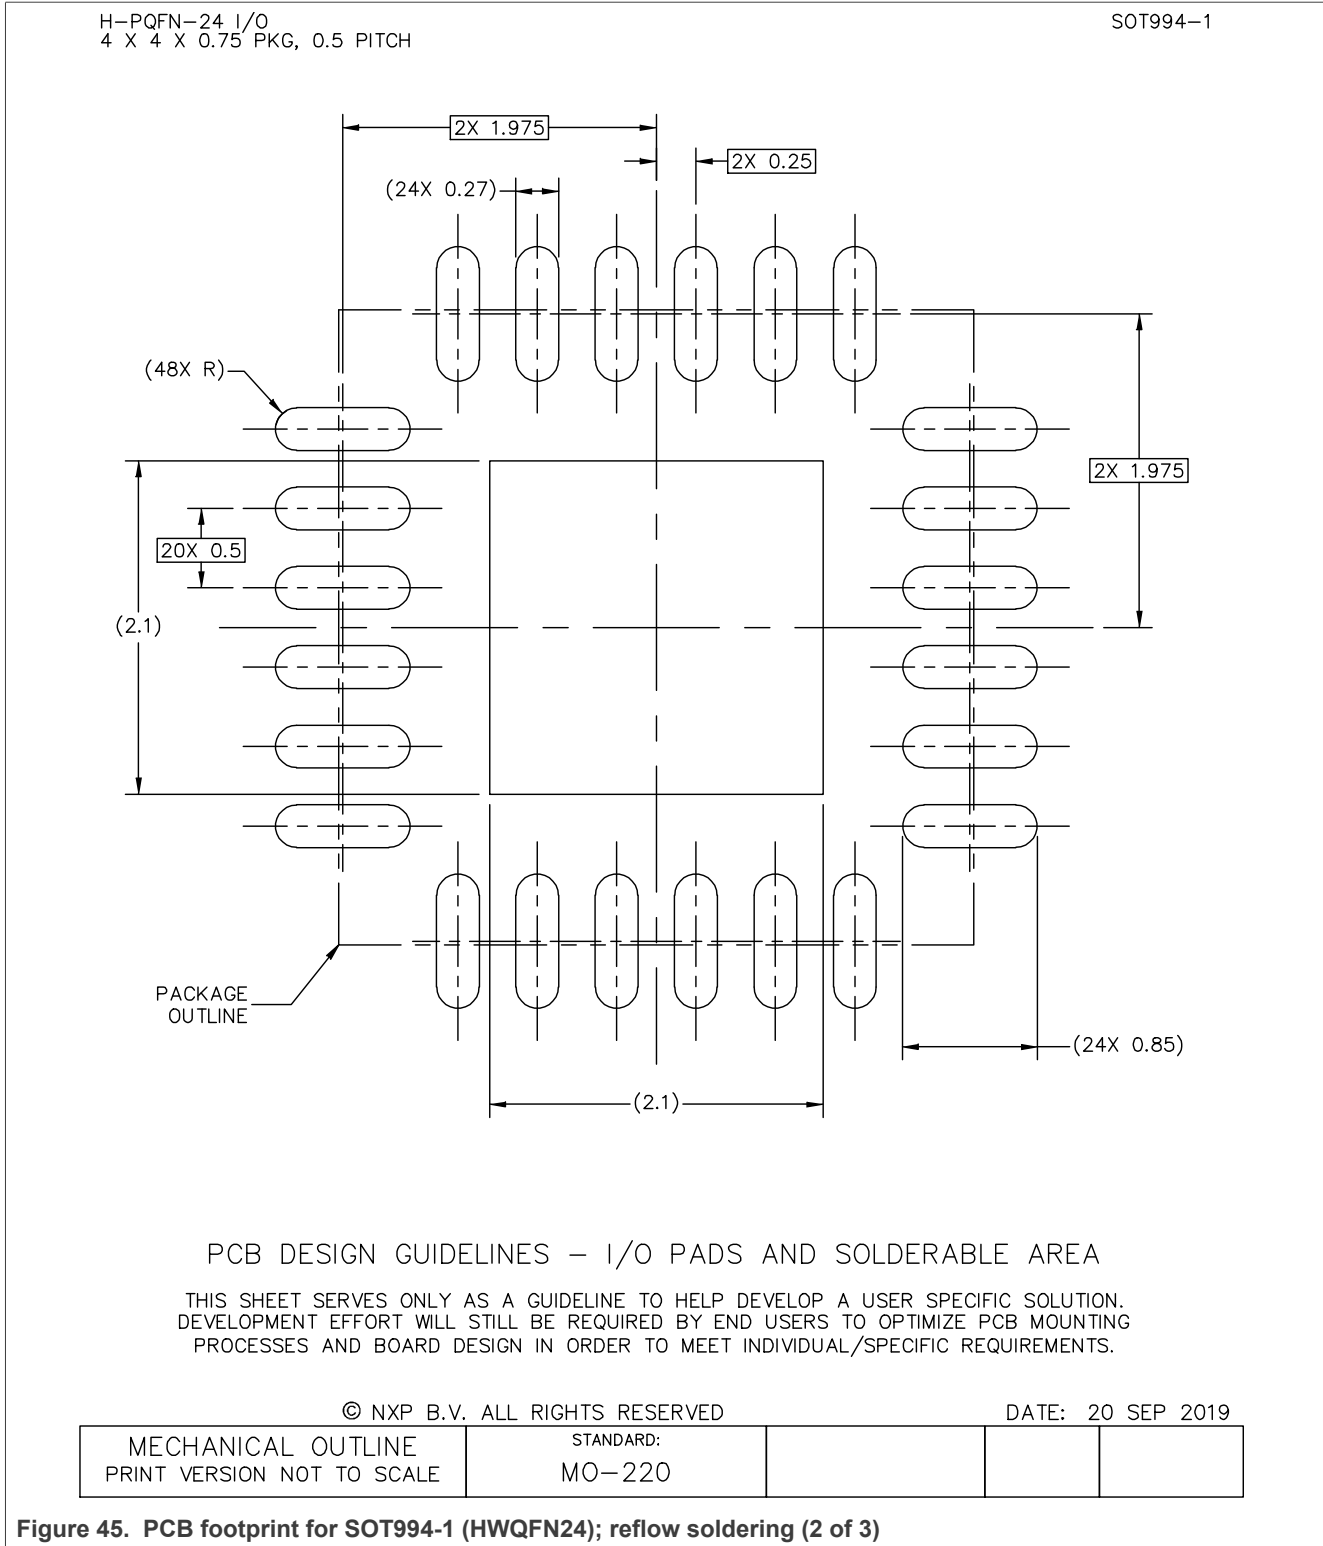 H-PQFN-24 I/O
4 X 4 X 0.75 PKG, 0.5 PITCH
SOT994-1
2X 1.975
2X 0.25
(24X 0.27)
(48X R)
2X 1.975
20X 0.5
(2.1)
PACKAGE
OUTLINE
(24X 0.85)
(2.1)
PCB DESIGN GUIDELINES - I/O PADS AND SOLDERABLE AREA
THIS SHEET SERVES ONLY AS A GUIDELINE TO HELP DEVELOP A USER SPECIFIC SOLUTION.
DEVELOPMENT EFFORT WILL STILL BE REQUIRED BY END USERS TO OPTIMIZE PCB MOUNTING
PROCESSES AND BOARD DESIGN IN ORDER TO MEET INDIVIDUAL/SPECIFIC REQUIREMENTS.
© NXP B.V. ALL RIGHTS RESERVED
DATE: 20 SEP 2019
MECHANICAL OUTLINE
PRINT VERSION NOT TO SCALE
STANDARD:
MO-220
Figure 45. PCB footprint for SOT994-1 (HWQFN24); reflow soldering (2 of 3)